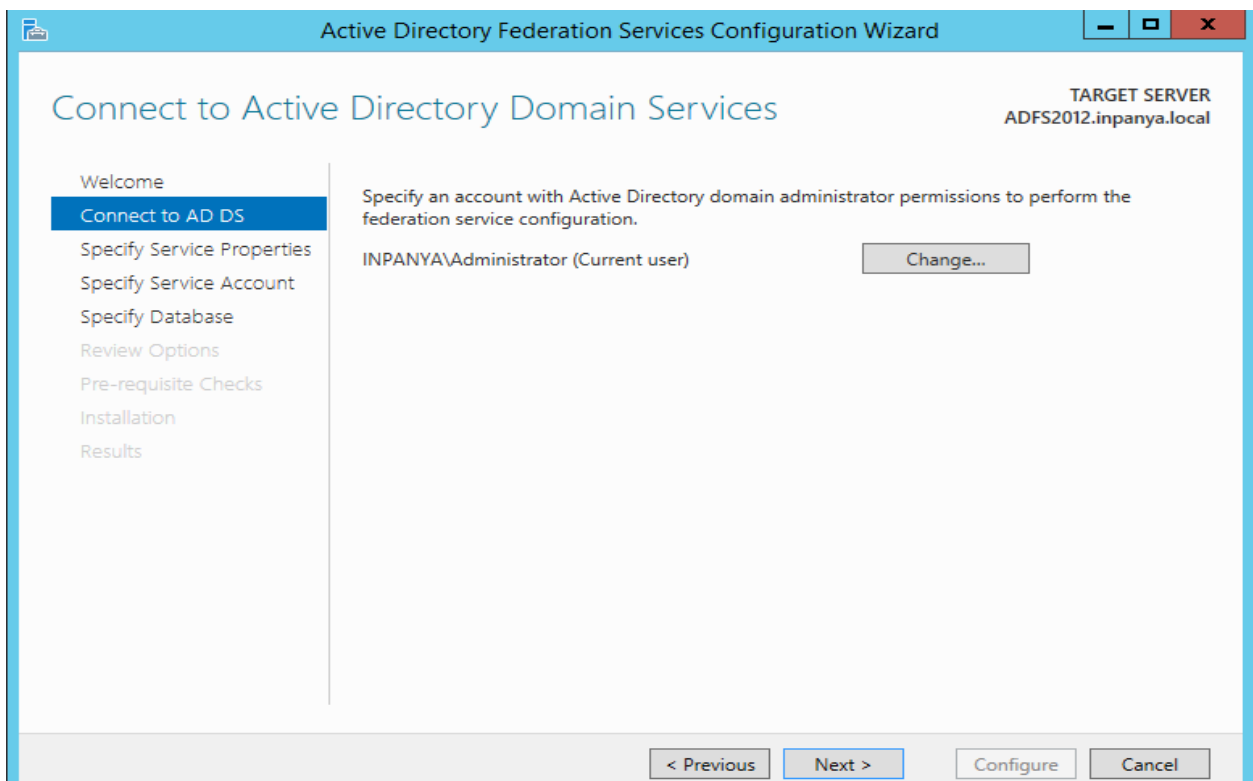 Active Directory Federation Services Configuration Wizard
Connect to Active Directory Domain Services
TARGET SERVER
ADFS2012.inpanya.local
Welcome
Connect to AD DS
Specify Service Properties
Specify Service Account
Specify Database
Review Options
Pre-requisite Checks
Installation
Results
Specify an account with Active Directory domain administrator permissions to perform the
federation service configuration.
INPANYA\Administrator (Current user)
Change...
< Previous
Next >
Configure
Cancel